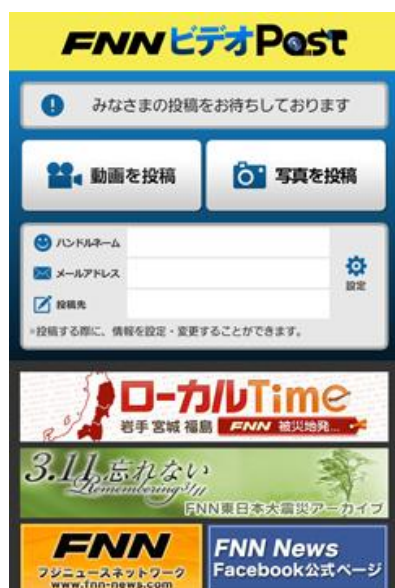 FNNビデオPost
みなさまの投稿をお待ちしております
動画を投稿
写真を投稿
ハンドルネーム
メールアドレス
投稿先
設定
※投稿する際に、情報を設定・変更することができます。
ローカルTime
岩手 宮城 福島 FNN 被災地発...
3.11 忘れない
Remembering 3/11
FNN東日本大震災アーカイブ
FNN
フジニュースネットワーク
www.fnn-news.com
FNN News
Facebook公式ページ